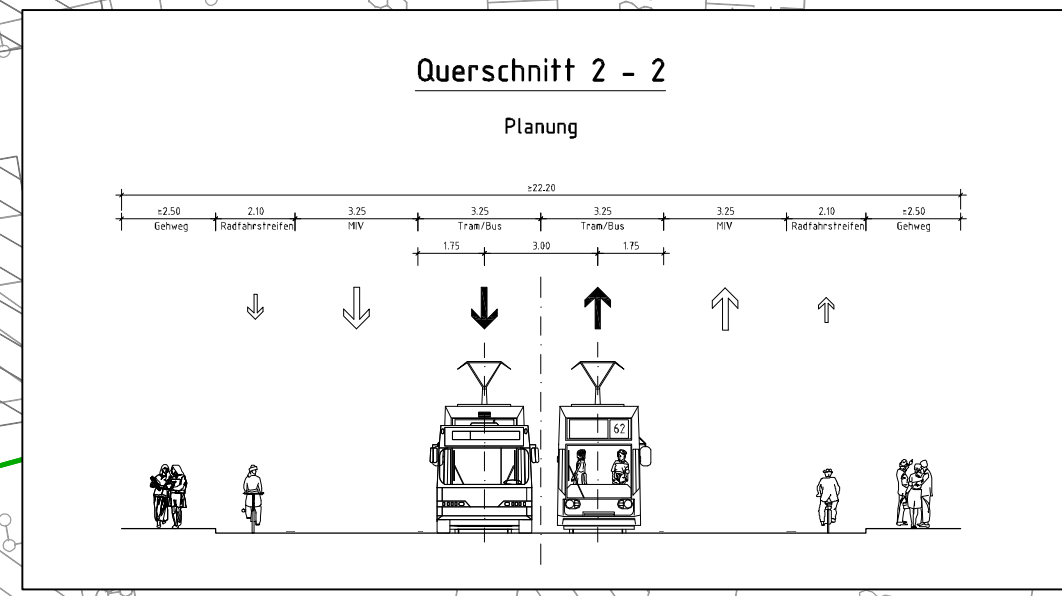 Querschnitt 2 - 2
Planung
≥22.20
≥2.50 2.10 3.25 3.25 3.25 3.25 2.10 ≥2.50
Gehweg Radfahrstreifen MIV Tram/Bus Tram/Bus MIV Radfahrstreifen Gehweg
1.75 3.00 1.75
62